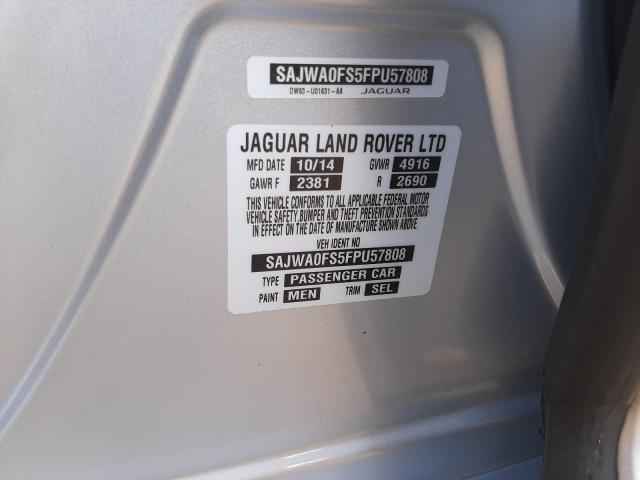 SAJWA0FS5FPU57808
DW93-U01631-AA JAGUAR
JAGUAR LAND ROVER LTD
MFD DATE 10/14 GVWR 4916
GAWR F 2381 R 2690
THIS VEHICLE CONFORMS TO ALL APPLICABLE FEDERAL MOTOR
VEHICLE SAFETY, BUMPER AND THEFT PREVENTION STANDARDS
IN EFFECT ON THE DATE OF MANUFACTURE SHOWN ABOVE.
VEH IDENT NO
SAJWA0FS5FPU57808
TYPE PASSENGER CAR
PAINT MEN TRIM SEL